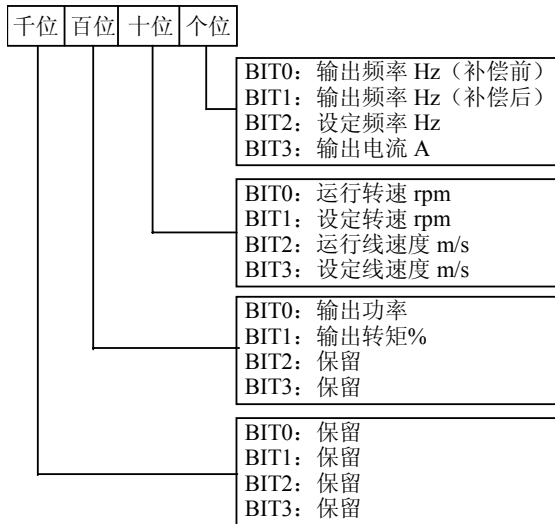 千位 百位 十位 个位
BIT0：输出频率 Hz（补偿前）
BIT1：输出频率 Hz（补偿后）
BIT2：设定频率 Hz
BIT3：输出电流 A
BIT0：运行转速 rpm
BIT1：设定转速 rpm
BIT2：运行线速度 m/s
BIT3：设定线速度 m/s
BIT0：输出功率
BIT1：输出转矩%
BIT2：保留
BIT3：保留
BIT0：保留
BIT1：保留
BIT2：保留
BIT3：保留